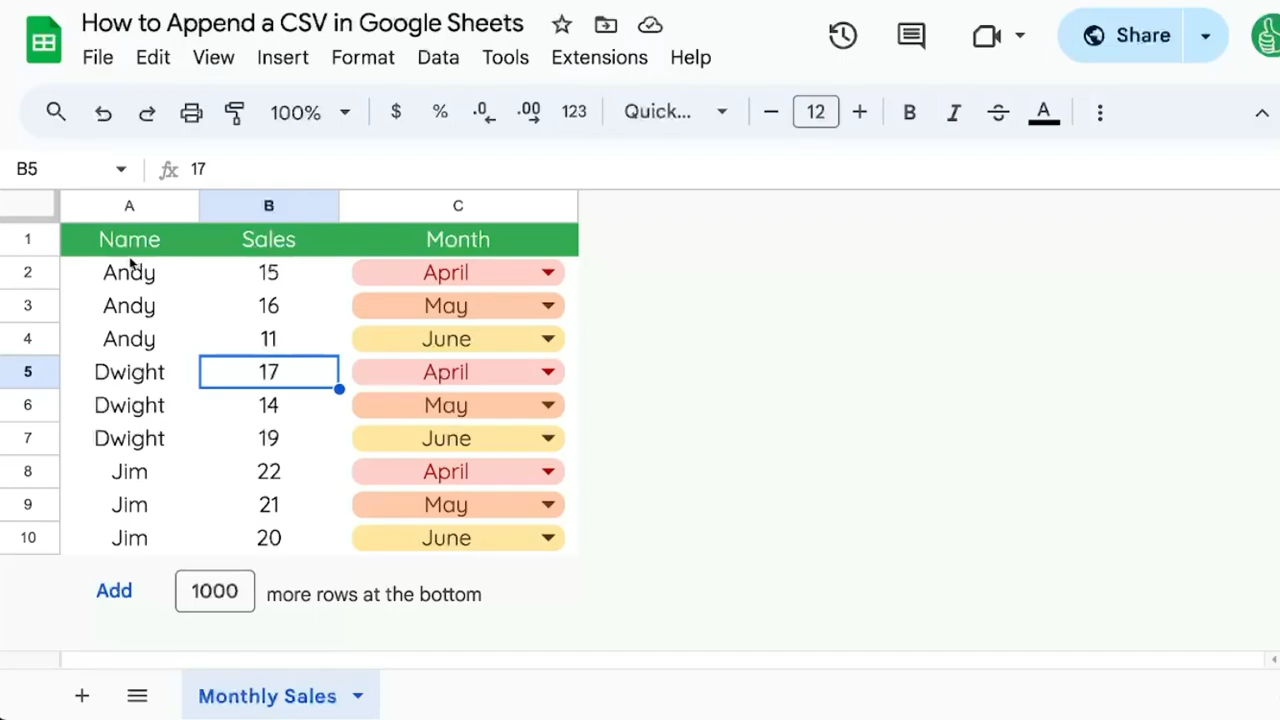 How to Append a CSV in Google Sheets
File Edit View Insert Format Data Tools Extensions Help
Share
100% $ % .0 .00 123 Quick... 12 B I S A
B5 fx 17
A B C
1 Name Sales Month
2 Andy 15 April
3 Andy 16 May
4 Andy 11 June
5 Dwight 17 April
6 Dwight 14 May
7 Dwight 19 June
8 Jim 22 April
9 Jim 21 May
10 Jim 20 June
Add 1000 more rows at the bottom
Monthly Sales